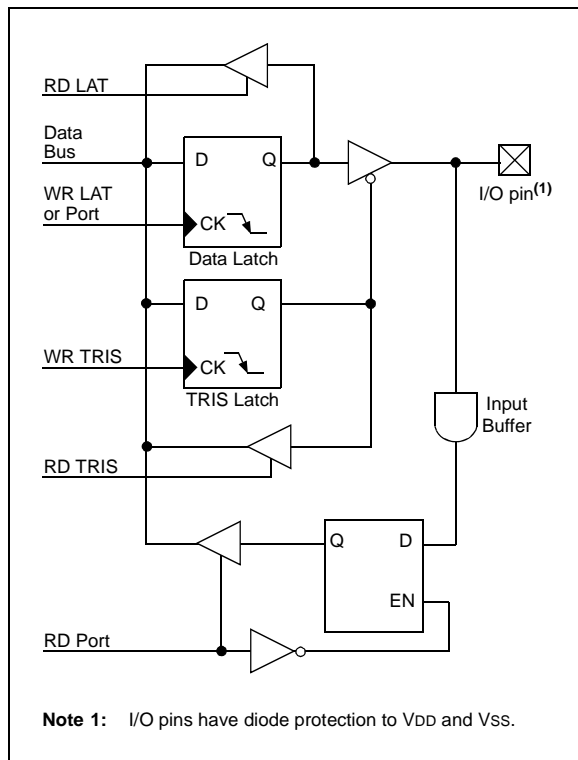 RD LAT
Data
Bus
D Q
I/O pin(1)
WR LAT
or Port
CK
Data Latch
D Q
WR TRIS
CK
TRIS Latch
Input
Buffer
RD TRIS
Q D
EN
RD Port
Note 1: I/O pins have diode protection to VDD and VSS.